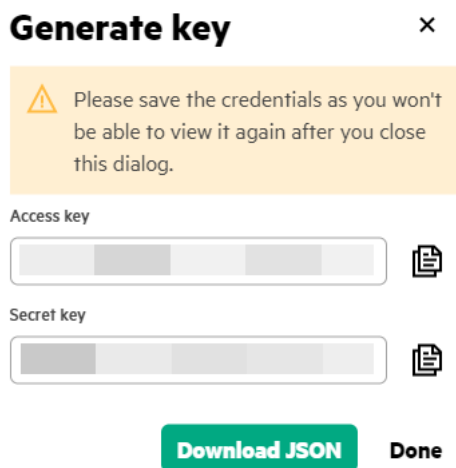 Generate key
Please save the credentials as you won't
be able to view it again after you close
this dialog.
Access key
Secret key
Download JSON
Done